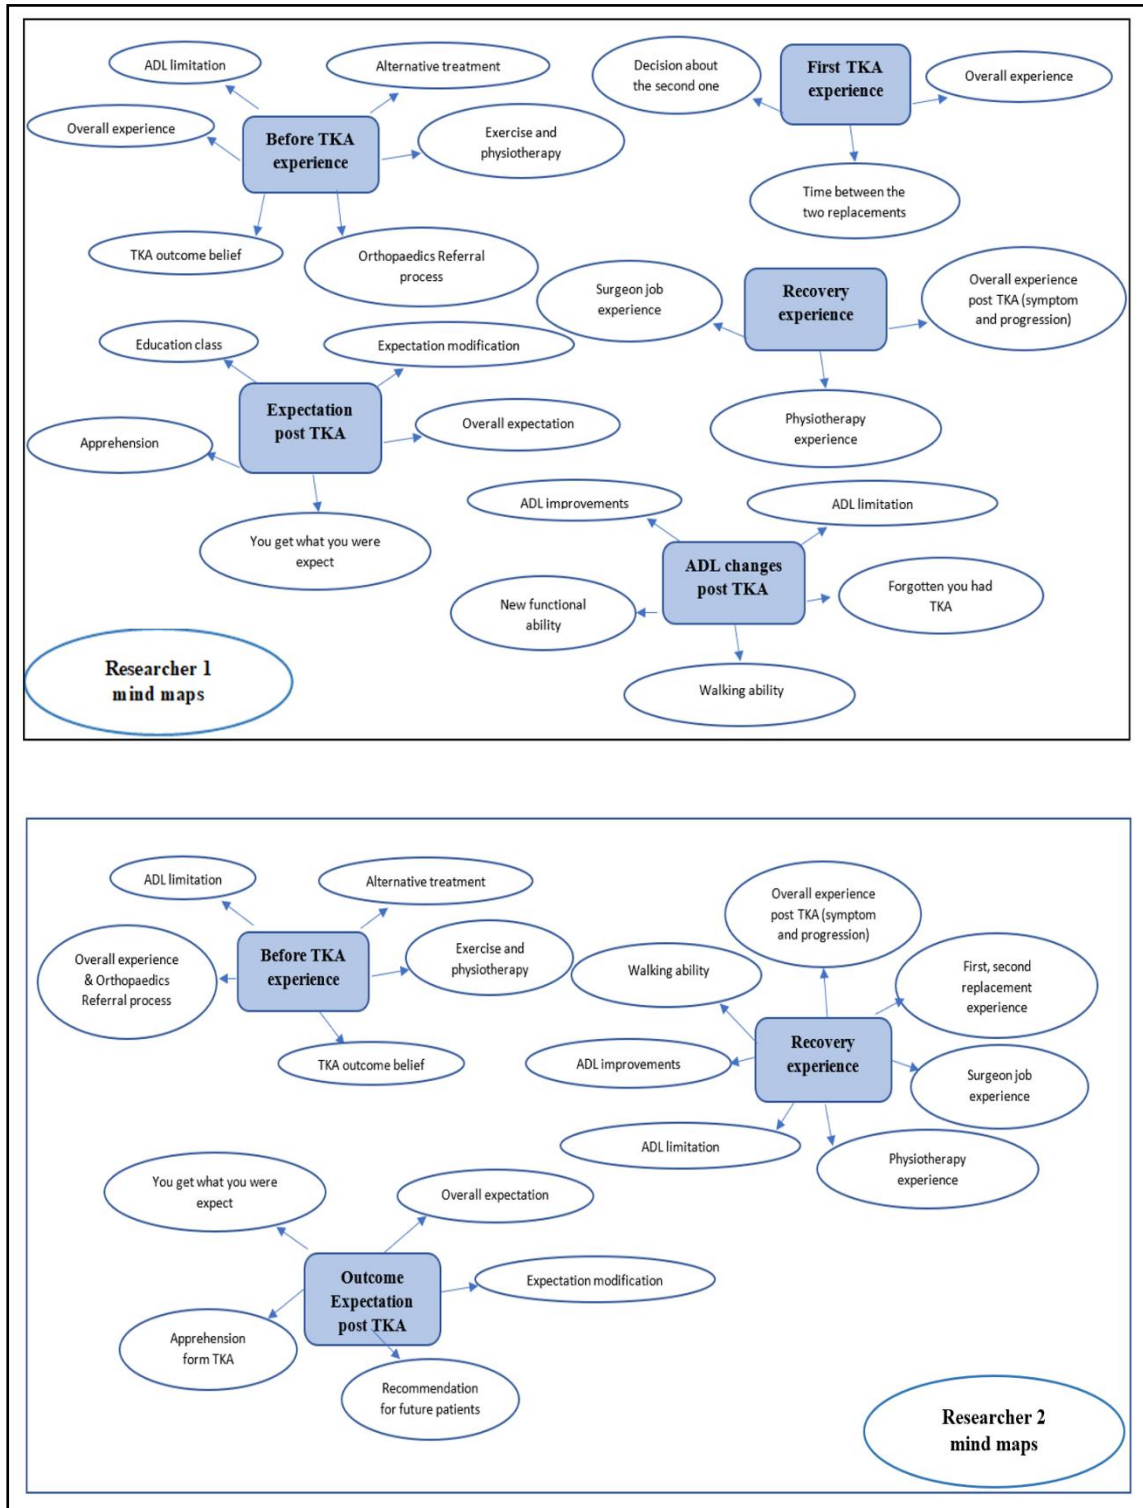 ADL limitation
Alternative treatment
Overall experience
Before TKA
experience
Exercise and
physiotherapy
TKA outcome belief
Orthopaedics Referral
process
Decision about
the second one
First TKA
experience
Overall experience
Time between the
two replacements
Surgeon job
experience
Recovery
experience
Overall experience
post TKA (symptom
and progression)
Physiotherapy
experience
Education class
Expectation modification
Apprehension
Expectation
post TKA
Overall expectation
You get what you were
expect
ADL improvements
ADL limitation
ADL changes
post TKA
New functional
ability
Forgotten you had
TKA
Walking ability
Researcher 1
mind maps
ADL limitation
Alternative treatment
Overall experience
& Orthopaedics
Referral process
Before TKA
experience
Exercise and
physiotherapy
TKA outcome belief
Overall experience
post TKA (symptom
and progression)
Walking ability
First, second
replacement
experience
Recovery
experience
ADL improvements
Surgeon job
experience
ADL limitation
Physiotherapy
experience
You get what you were
expect
Overall expectation
Outcome
Expectation
post TKA
Expectation modification
Apprehension
form TKA
Recommendation
for future patients
Researcher 2
mind maps